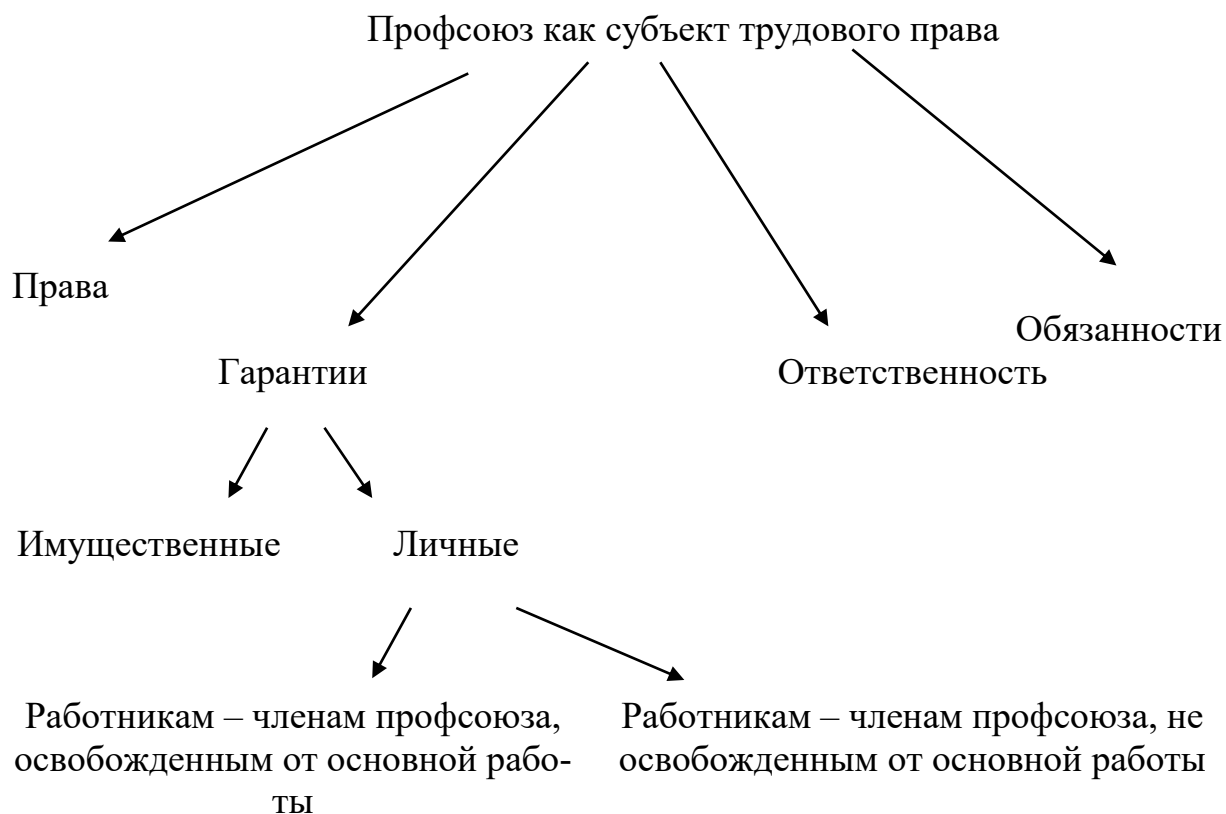 Профсоюз как субъект трудового права
Права
Обязанности
Гарантии
Ответственность
Имущественные
Личные
Работникам – членам профсоюза,
освобожденным от основной рабо-
ты
Работникам – членам профсоюза, не
освобожденным от основной работы